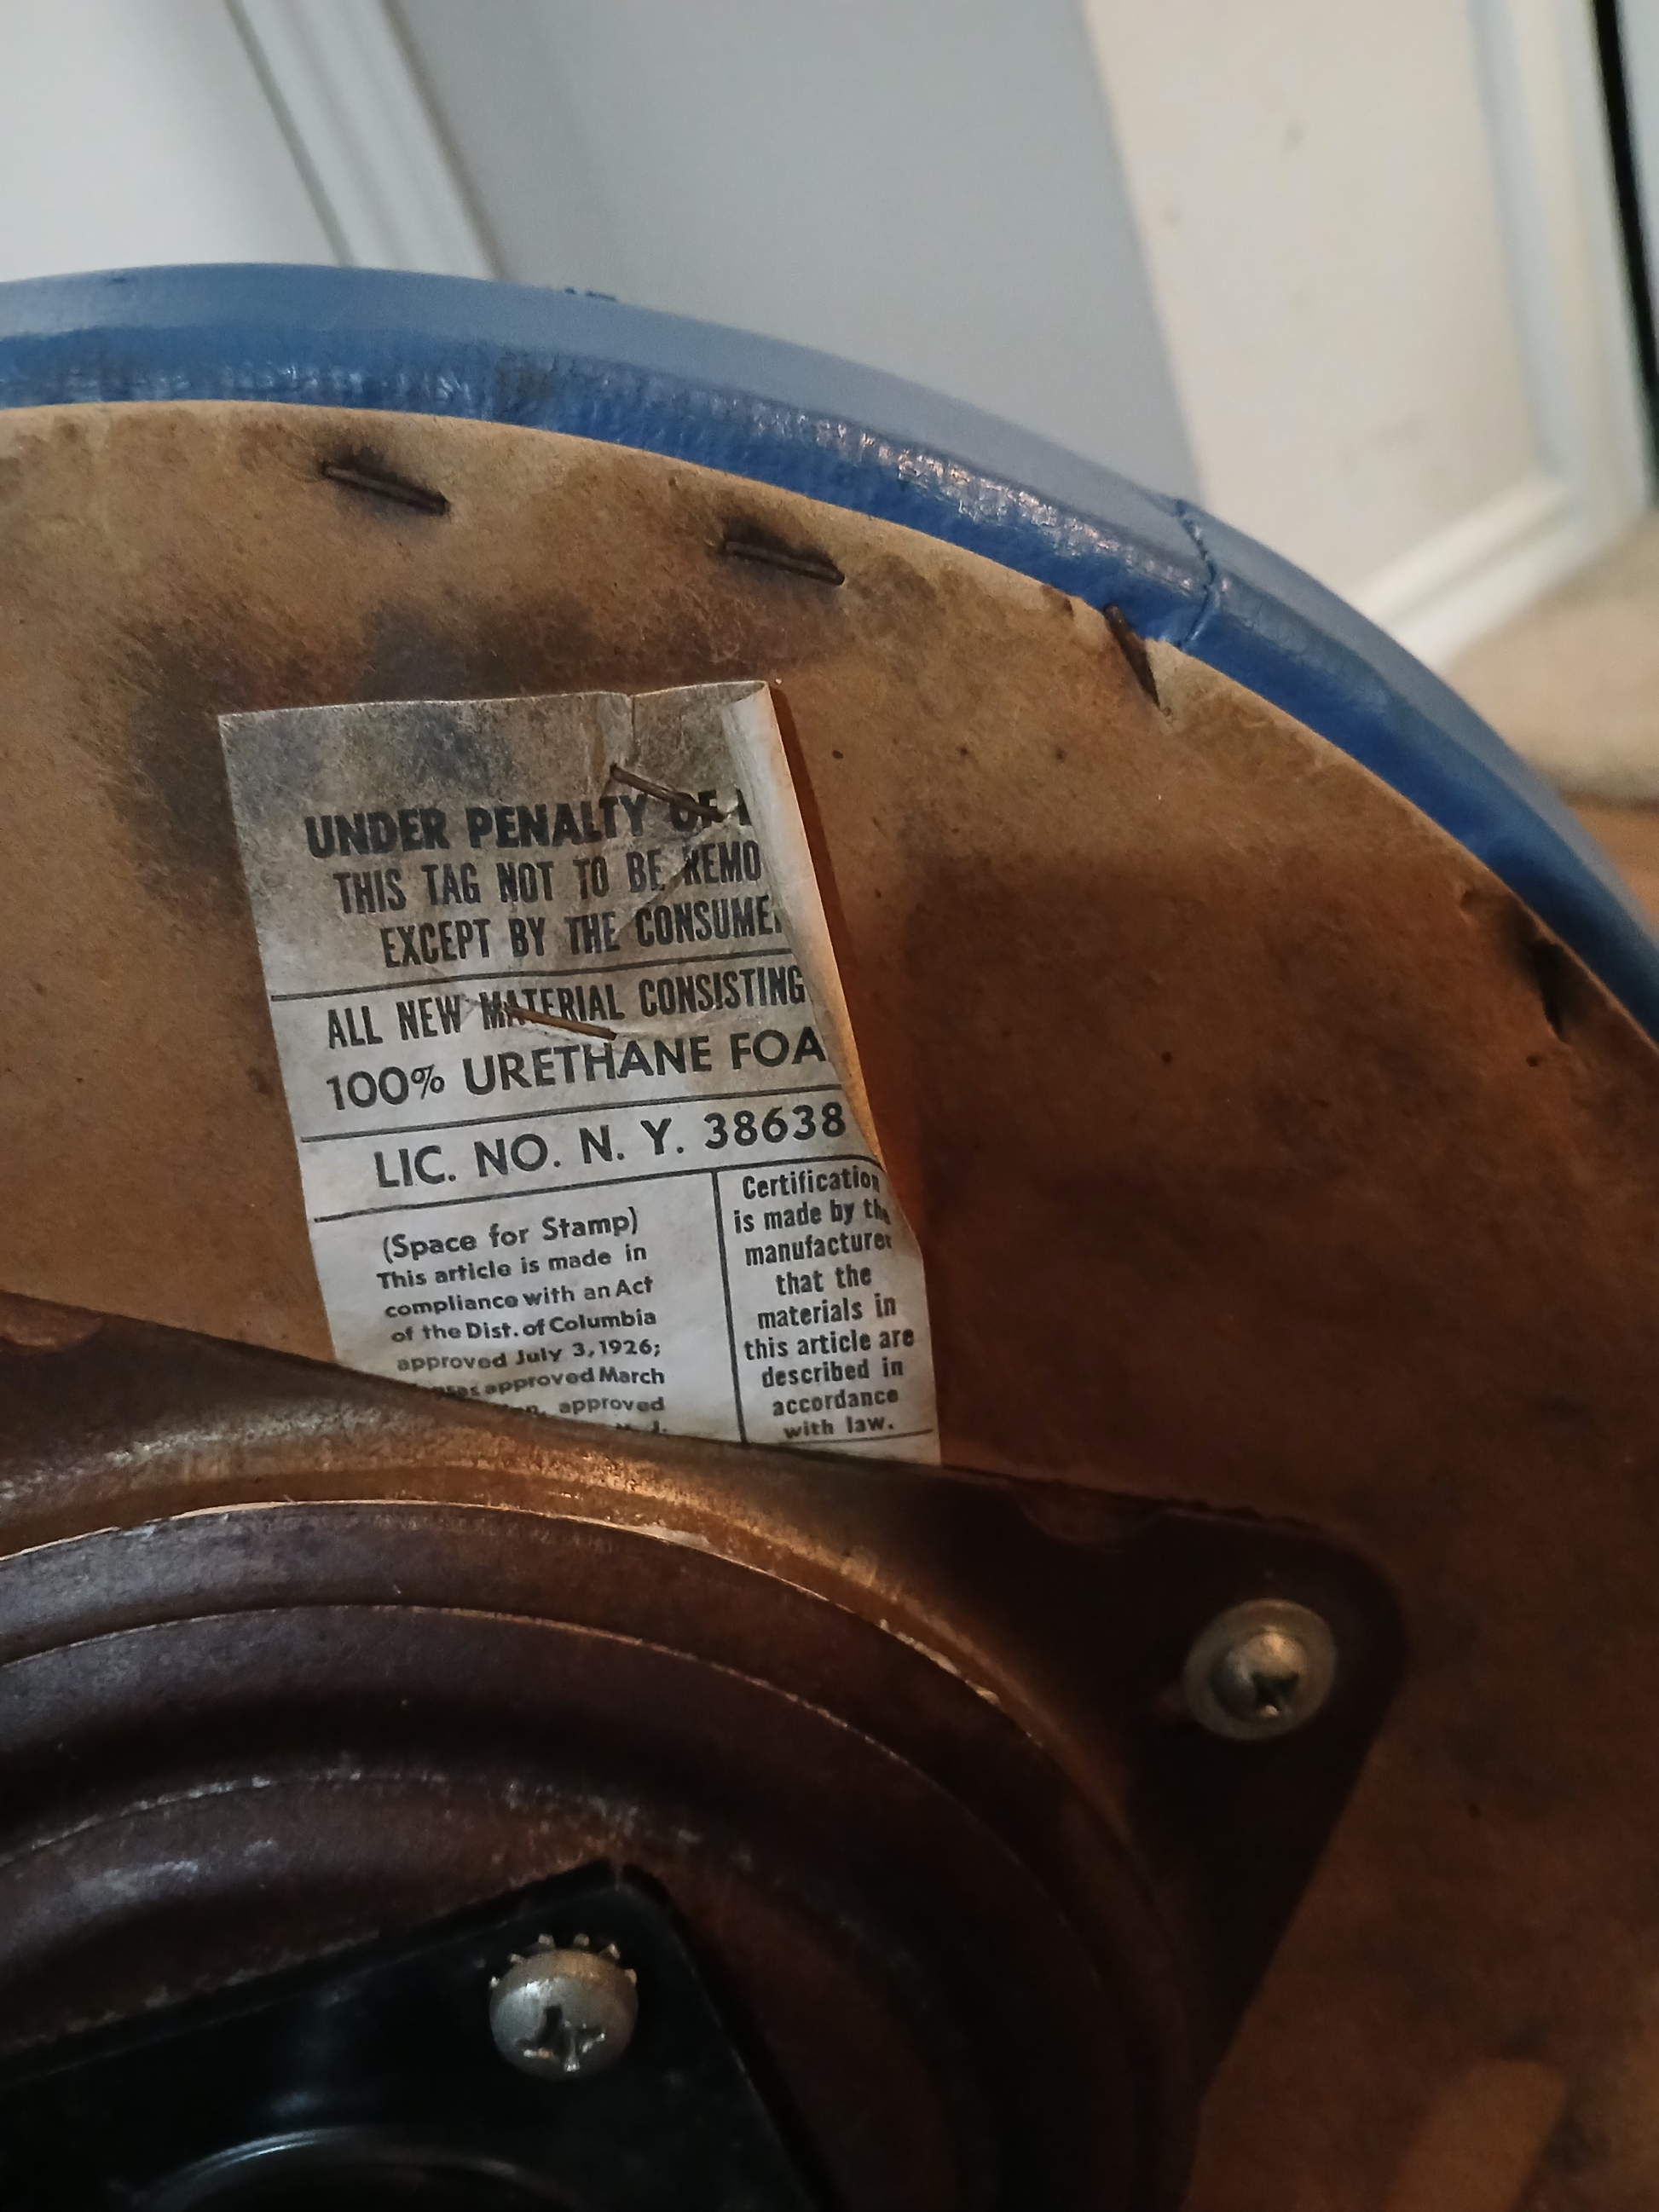 UNDER PENALTY OF
THIS TAG NOT TO BE REMO
EXCEPT BY THE CONSUME
ALL NEW MATERIAL CONSISTING
100% URETHANE FOA
LIC. NO. N. Y. 38638
(Space for Stamp)
This article is made in
compliance with an Act
of the Dist. of Columbia
approved July 3, 1926;
approved March
approved
Certification
is made by the
manufacturer
that the
materials in
this article are
described in
accordance
with law.